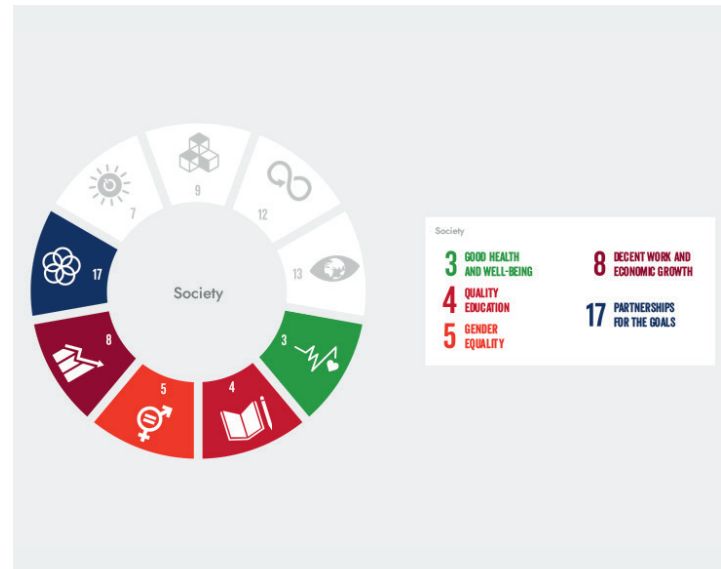 9
7
12
17
13
Society
8
3
5
4
Society
3 GOOD HEALTH
AND WELL-BEING
4 QUALITY
EDUCATION
5 GENDER
EQUALITY
8 DECENT WORK AND
ECONOMIC GROWTH
17 PARTNERSHIPS
FOR THE GOALS